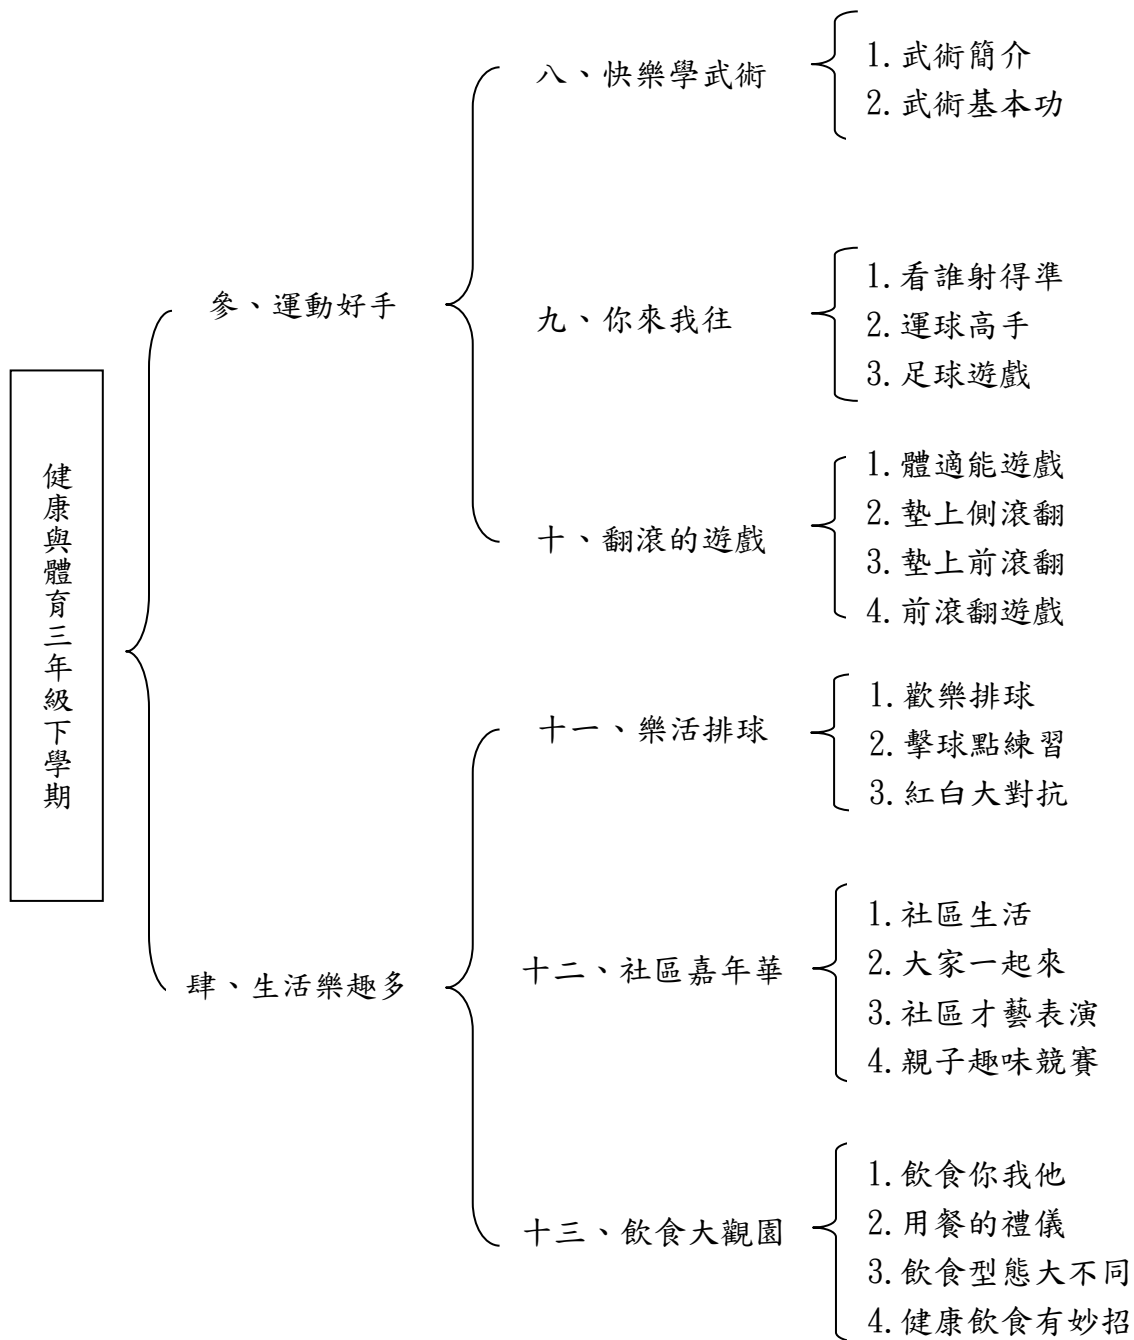 健康與體育三年級下學期
參、運動好手
八、快樂學武術
1.武術簡介
2.武術基本功
九、你來我往
1.看誰射得準
2.運球高手
3.足球遊戲
十、翻滾的遊戲
1.體適能遊戲
2.墊上側滾翻
3.墊上前滾翻
4.前滾翻遊戲
肆、生活樂趣多
十一、樂活排球
1.歡樂排球
2.擊球點練習
3.紅白大對抗
十二、社區嘉年華
1.社區生活
2.大家一起來
3.社區才藝表演
4.親子趣味競賽
十三、飲食大觀園
1.飲食你我他
2.用餐的禮儀
3.飲食型態大不同
4.健康飲食有妙招